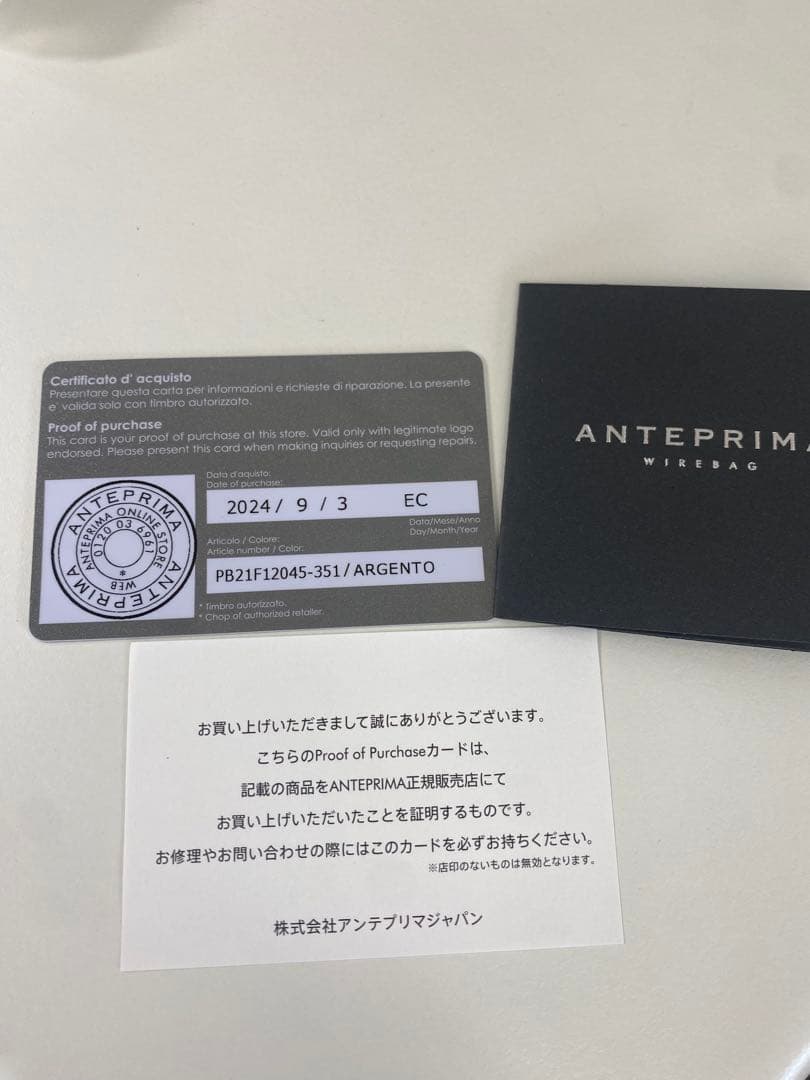 Certificato d' acquisto
Presentare questa carta per informazioni e richieste di riparazione. La presente
e' valida solo con timbro autorizzato.
Proof of purchase
This card is your proof of purchase at this store. Valid only with legitimate logo
endorsed. Please present this card when making inquiries or requesting repairs.
Data d'aquisto:
Date of purchase:
2024/ 9 / 3 EC
Data/Mese/Anno
Day/Month/Year
Articolo / Colore:
Article number / Color:
PB21F12045-351/ARGENTO
* Timbro autorizzato.
* Chop of authorized retailer.
ANTEPRIMA
ANTEPRIMA
ANTEPRIMA ONLINE STORE
0120 03 6961
* WEB
ANTEPRIMA
WIREBAG
お買い上げいただきまして誠にありがとうございます。
こちらのProof of Purchaseカードは、
記載の商品をANTEPRIMA正規販売店にて
お買い上げいただいたことを証明するものです。
お修理やお問い合わせの際にはこのカードを必ずお持ちください。
※店印のないものは無効となります。
株式会社アンテプリマジャパン